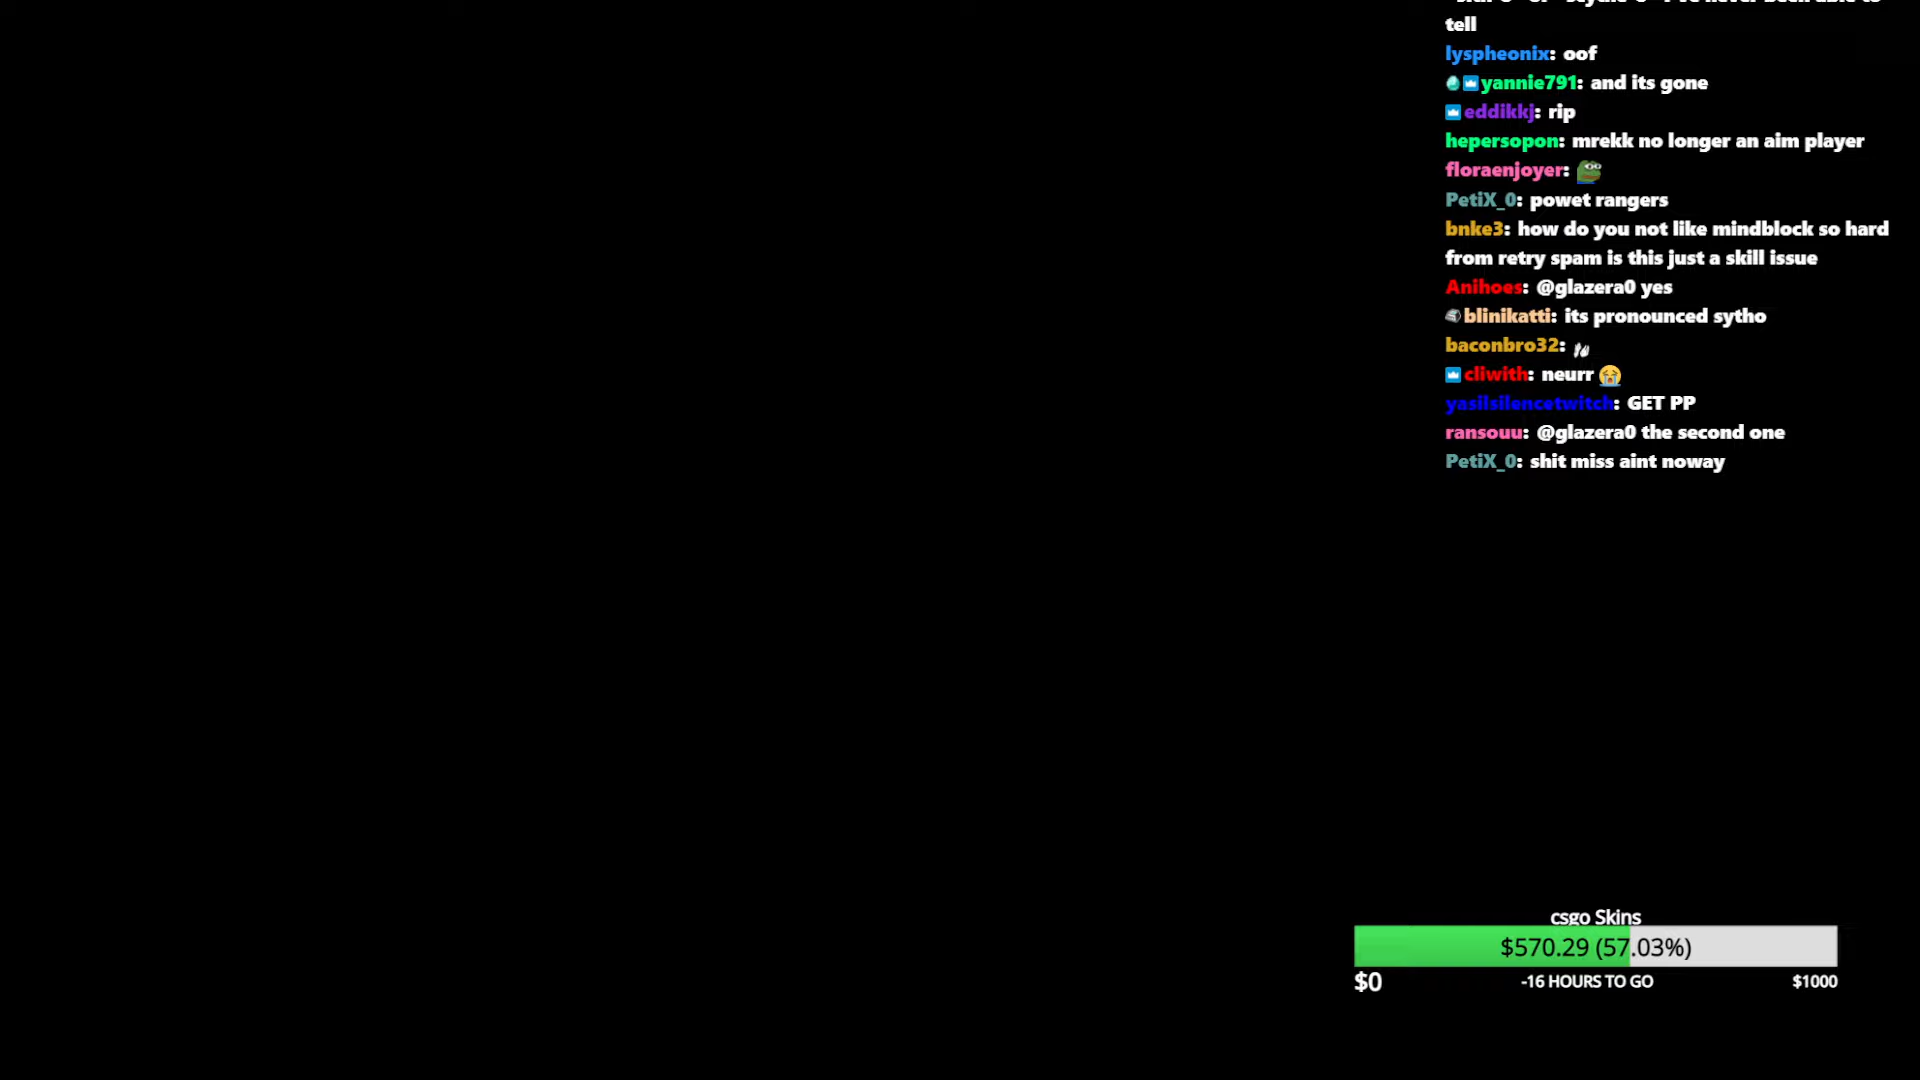 tell
lyspheonix: oof
yannie791: and its gone
eddikkj: rip
hepersopon: mrekk no longer an aim player
floraenjoyer:
PetiX_0: powet rangers
bnke3: how do you not like mindblock so hard
from retry spam is this just a skill issue
Anihoes: @glazera0 yes
blinikatti: its pronounced sytho
baconbro32:
cliwith: neurr 😭
yasilsilencetwitch: GET PP
ransouu: @glazera0 the second one
PetiX_0: shit miss aint noway
csgo Skins
$570.29 (57.03%)
$0 -16 HOURS TO GO $1000